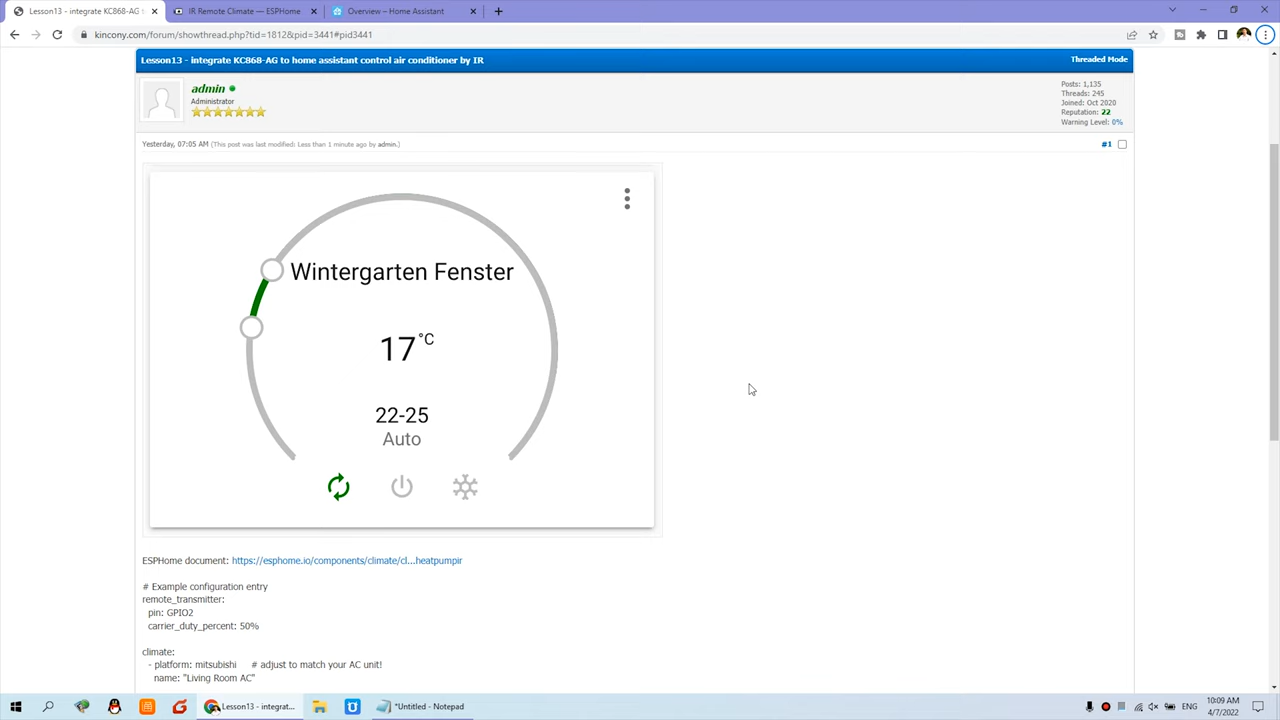 Lesson13 - integrate KC868-AG
IR Remote Climate — ESPHome
Overview – Home Assistant
kincony.com/forum/showthread.php?tid=1812&pid=3441#pid3441
Lesson13 - integrate KC868-AG to home assistant control air conditioner by IR
Threaded Mode
admin
Administrator
Posts: 1,135
Threads: 245
Joined: Oct 2020
Reputation: 22
Warning Level: 0%
Yesterday, 07:05 AM (This post was last modified: Less than 1 minute ago by admin.)
#1
Wintergarten Fenster
17 °C
22-25
Auto
ESPHome document: https://esphome.io/components/climate/cl...heatpumpir
# Example configuration entry
remote_transmitter:
pin: GPIO2
carrier_duty_percent: 50%
climate:
- platform: mitsubishi # adjust to match your AC unit!
name: "Living Room AC"
Lesson13 - integrat...
*Untitled - Notepad
ENG
10:09 AM
4/7/2022